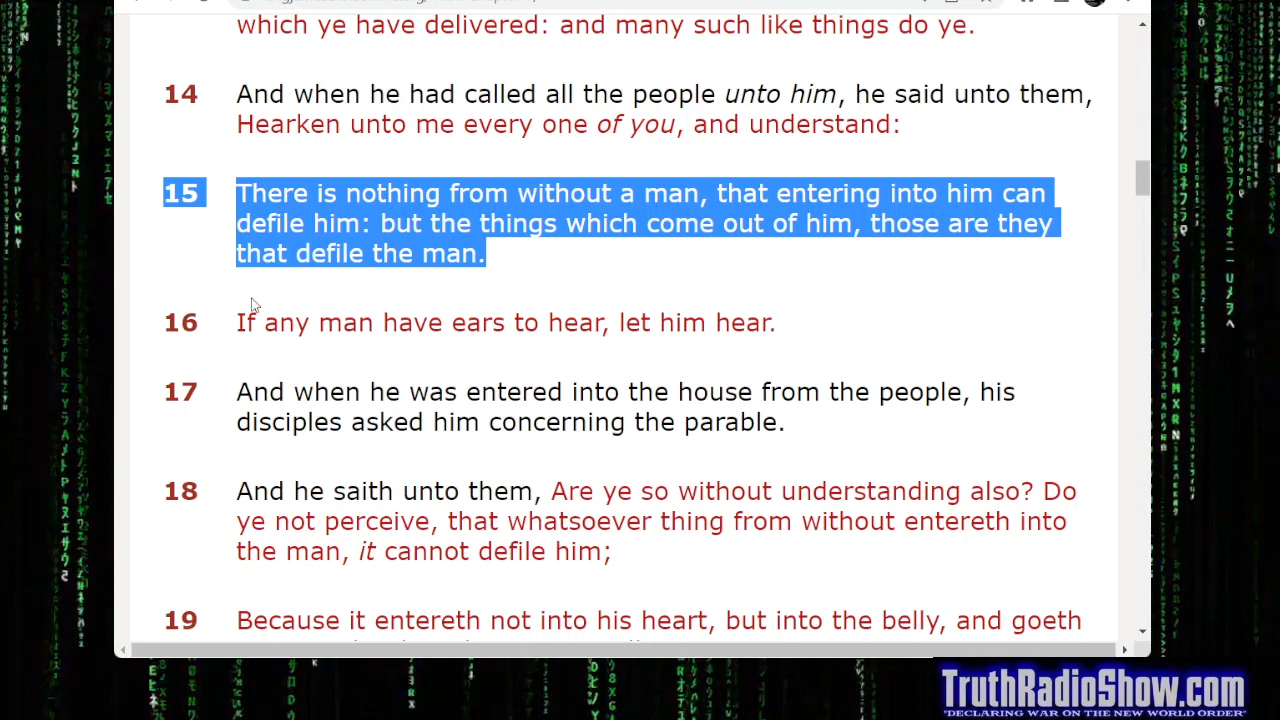 which ye have delivered: and many such like things do ye.
14 And when he had called all the people unto him, he said unto them,
Hearken unto me every one of you, and understand:
15 There is nothing from without a man, that entering into him can
defile him: but the things which come out of him, those are they
that defile the man.
16 If any man have ears to hear, let him hear.
17 And when he was entered into the house from the people, his
disciples asked him concerning the parable.
18 And he saith unto them, Are ye so without understanding also? Do
ye not perceive, that whatsoever thing from without entereth into
the man, it cannot defile him;
19 Because it entereth not into his heart, but into the belly, and goeth
TruthRadioShow.com
"DECLARING WAR ON THE NEW WORLD ORDER"